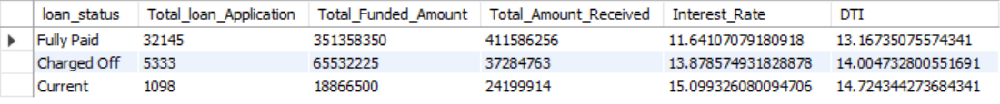 loan_status Total_loan_Application Total_Funded_Amount Total_Amount_Received Interest_Rate DTI
Fully Paid 32145 351358350 411586256 11.64107079180918 13.16735075574341
Charged Off 5333 65532225 37284763 13.878574931828878 14.004732800551691
Current 1098 18866500 24199914 15.099326080094706 14.724344273684341